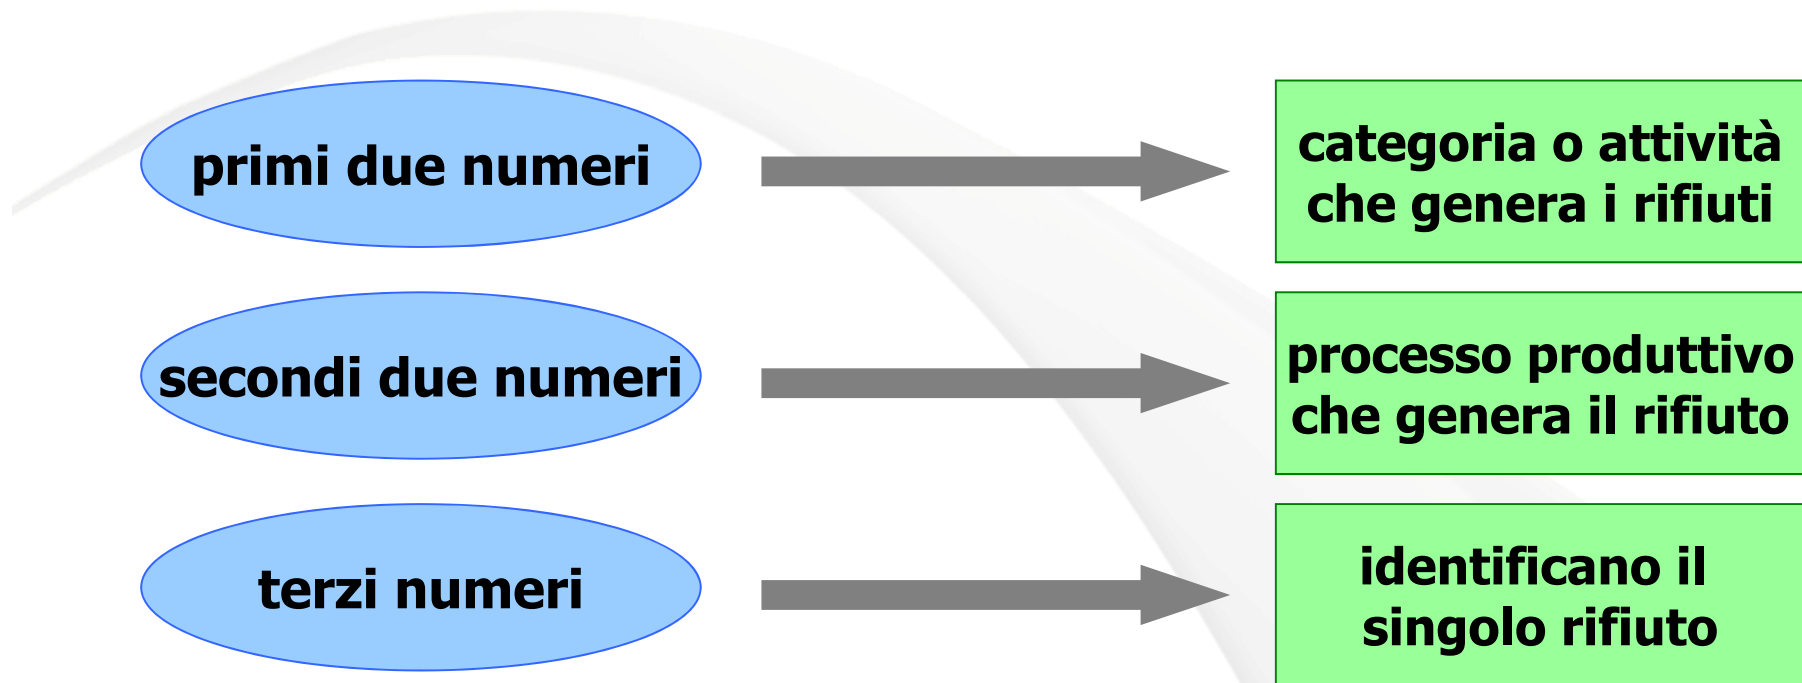 primi due numeri
categoria o attività
che genera i rifiuti
secondi due numeri
processo produttivo
che genera il rifiuto
terzi numeri
identificano il
singolo rifiuto